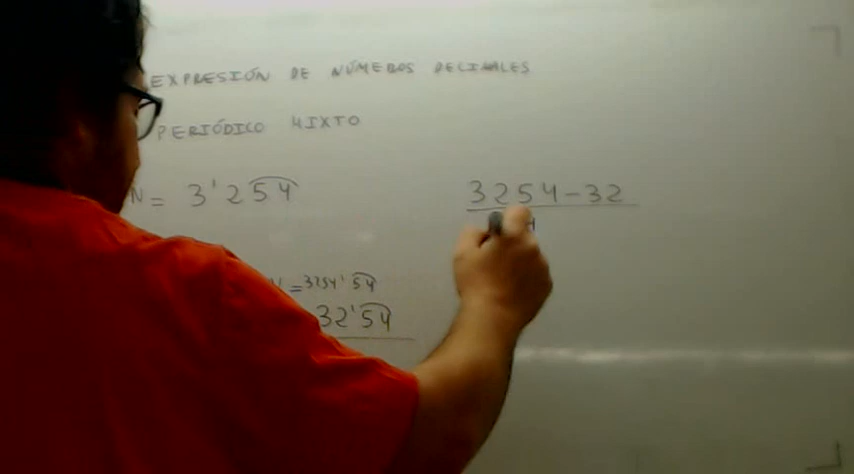 EXPRESIÓN DE NÚMEROS DECIMALES
PERIÓDICO MIXTO
N = 3'254
3254-32
=3254'54
32'54